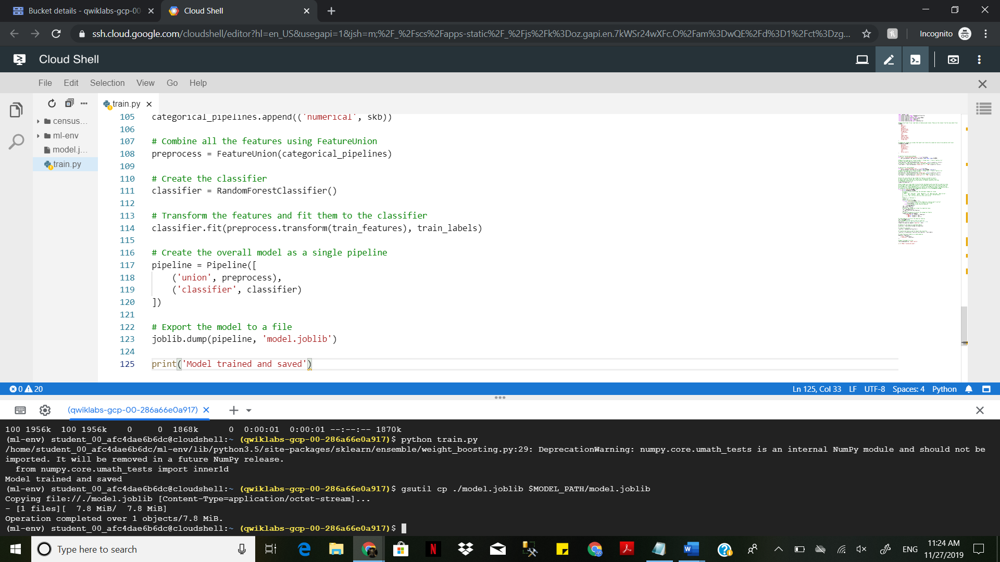 Bucket details - qwiklabs-gcp-00
Cloud Shell
ssh.cloud.google.com/cloudshell/editor?hl=en_US&usegapi=1&jsh=m;%2F_%2Fscs%2Fapps-static%2F_%2Fjs%2Fk%3Doz.gapi.en.7kWSr24wXFc.O%2Fam%3DwQE%2Fd%3D1%2Fct%3Dzg...
Incognito
Cloud Shell
File Edit Selection View Go Help
train.py
census...
ml-env
model.j...
train.py
105 categorical_pipelines.append(('numerical', skb))
106
107 # Combine all the features using FeatureUnion
108 preprocess = FeatureUnion(categorical_pipelines)
109
110 # Create the classifier
111 classifier = RandomForestClassifier()
112
113 # Transform the features and fit them to the classifier
114 classifier.fit(preprocess.transform(train_features), train_labels)
115
116 # Create the overall model as a single pipeline
117 pipeline = Pipeline([
118 ('union', preprocess),
119 ('classifier', classifier)
120 ])
121
122 # Export the model to a file
123 joblib.dump(pipeline, 'model.joblib')
124
125 print('Model trained and saved')
0 20 Ln 125, Col 33 LF UTF-8 Spaces: 4 Python
(qwiklabs-gcp-00-286a66e0a917)
100 1956k 100 1956k 0 0 1868k 0 0:00:01 0:00:01 --:--:-- 1870k
(ml-env) student_00_afc4dae6b6dc@cloudshell:~ (qwiklabs-gcp-00-286a66e0a917)$ python train.py
/home/student_00_afc4dae6b6dc/ml-env/lib/python3.5/site-packages/sklearn/ensemble/weight_boosting.py:29: DeprecationWarning: numpy.core.umath_tests is an internal NumPy module and should not be
imported. It will be removed in a future NumPy release.
from numpy.core.umath_tests import inner1d
Model trained and saved
(ml-env) student_00_afc4dae6b6dc@cloudshell:~ (qwiklabs-gcp-00-286a66e0a917)$ gsutil cp ./model.joblib $MODEL_PATH/model.joblib
Copying file://./model.joblib [Content-Type=application/octet-stream]...
- [1 files][ 7.8 MiB/ 7.8 MiB]
Operation completed over 1 objects/7.8 MiB.
(ml-env) student_00_afc4dae6b6dc@cloudshell:~ (qwiklabs-gcp-00-286a66e0a917)$
Type here to search
ENG
11:24 AM
11/27/2019